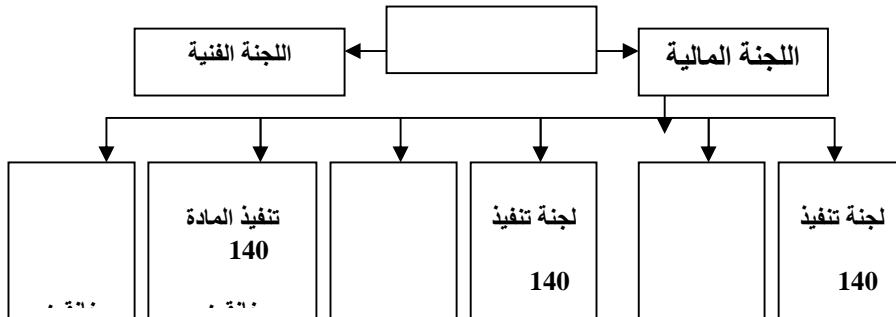 اللجنة المالية
اللجنة الفنية
لجنة تنفيذ
140
لجنة تنفيذ
140
تنفيذ المادة
140